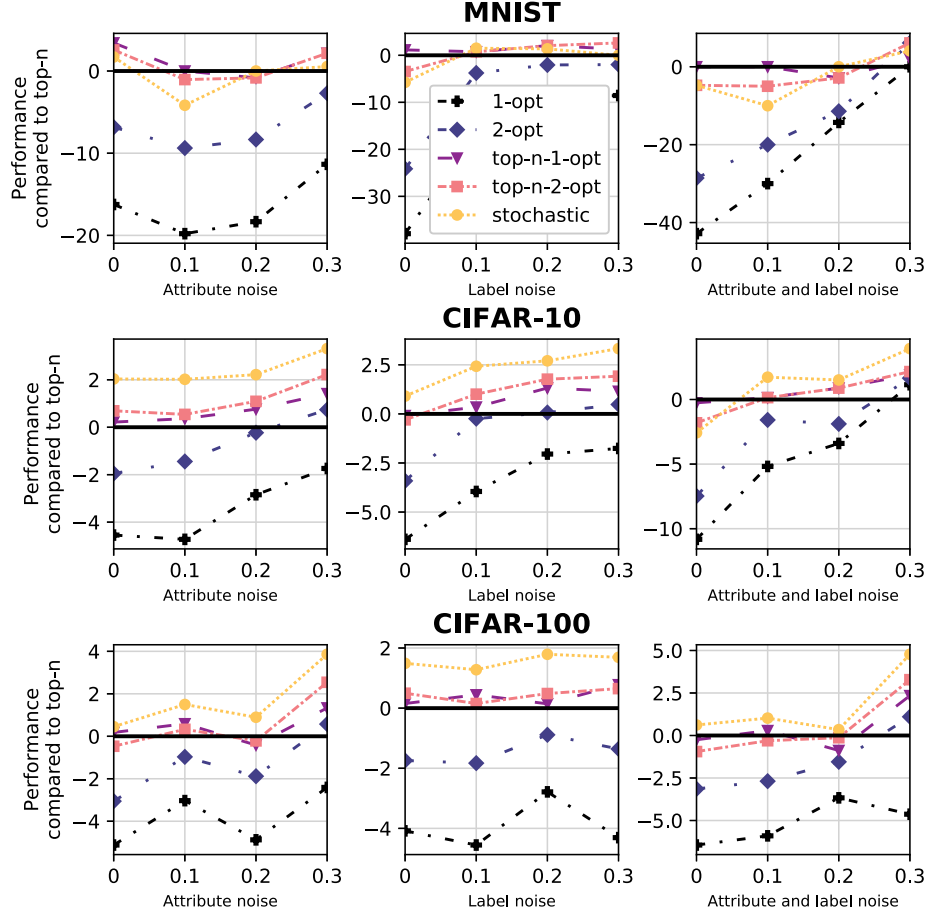 MNIST
Performance
compared to top-n
0
−10
−20
0 0.1 0.2 0.3
Attribute noise
0
−10
−20
−30
1-opt
2-opt
top-n-1-opt
top-n-2-opt
stochastic
0 0.1 0.2 0.3
Label noise
0
−20
−40
0 0.1 0.2 0.3
Attribute and label noise
CIFAR-10
Performance
compared to top-n
2
0
−2
−4
0 0.1 0.2 0.3
Attribute noise
2.5
0.0
−2.5
−5.0
0 0.1 0.2 0.3
Label noise
0
−5
−10
0 0.1 0.2 0.3
Attribute and label noise
CIFAR-100
Performance
compared to top-n
4
2
0
−2
−4
0 0.1 0.2 0.3
Attribute noise
2
0
−2
−4
0 0.1 0.2 0.3
Label noise
5.0
2.5
0.0
−2.5
−5.0
0 0.1 0.2 0.3
Attribute and label noise